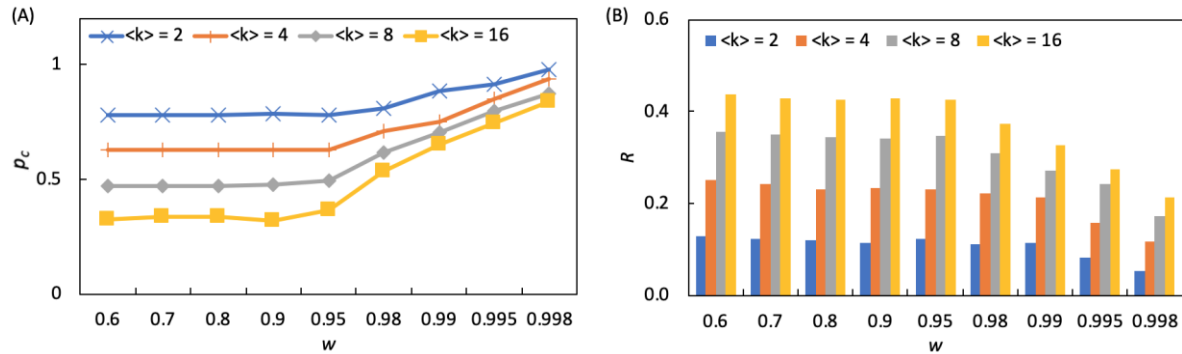 (A)
<k> = 2 <k> = 4 <k> = 8 <k> = 16
1
0.5
0
pc
0.6 0.7 0.8 0.9 0.95 0.98 0.99 0.995 0.998
w
(B)
0.6
<k> = 2 <k> = 4 <k> = 8 <k> = 16
0.4
0.2
0.0
R
0.6 0.7 0.8 0.9 0.95 0.98 0.99 0.995 0.998
w